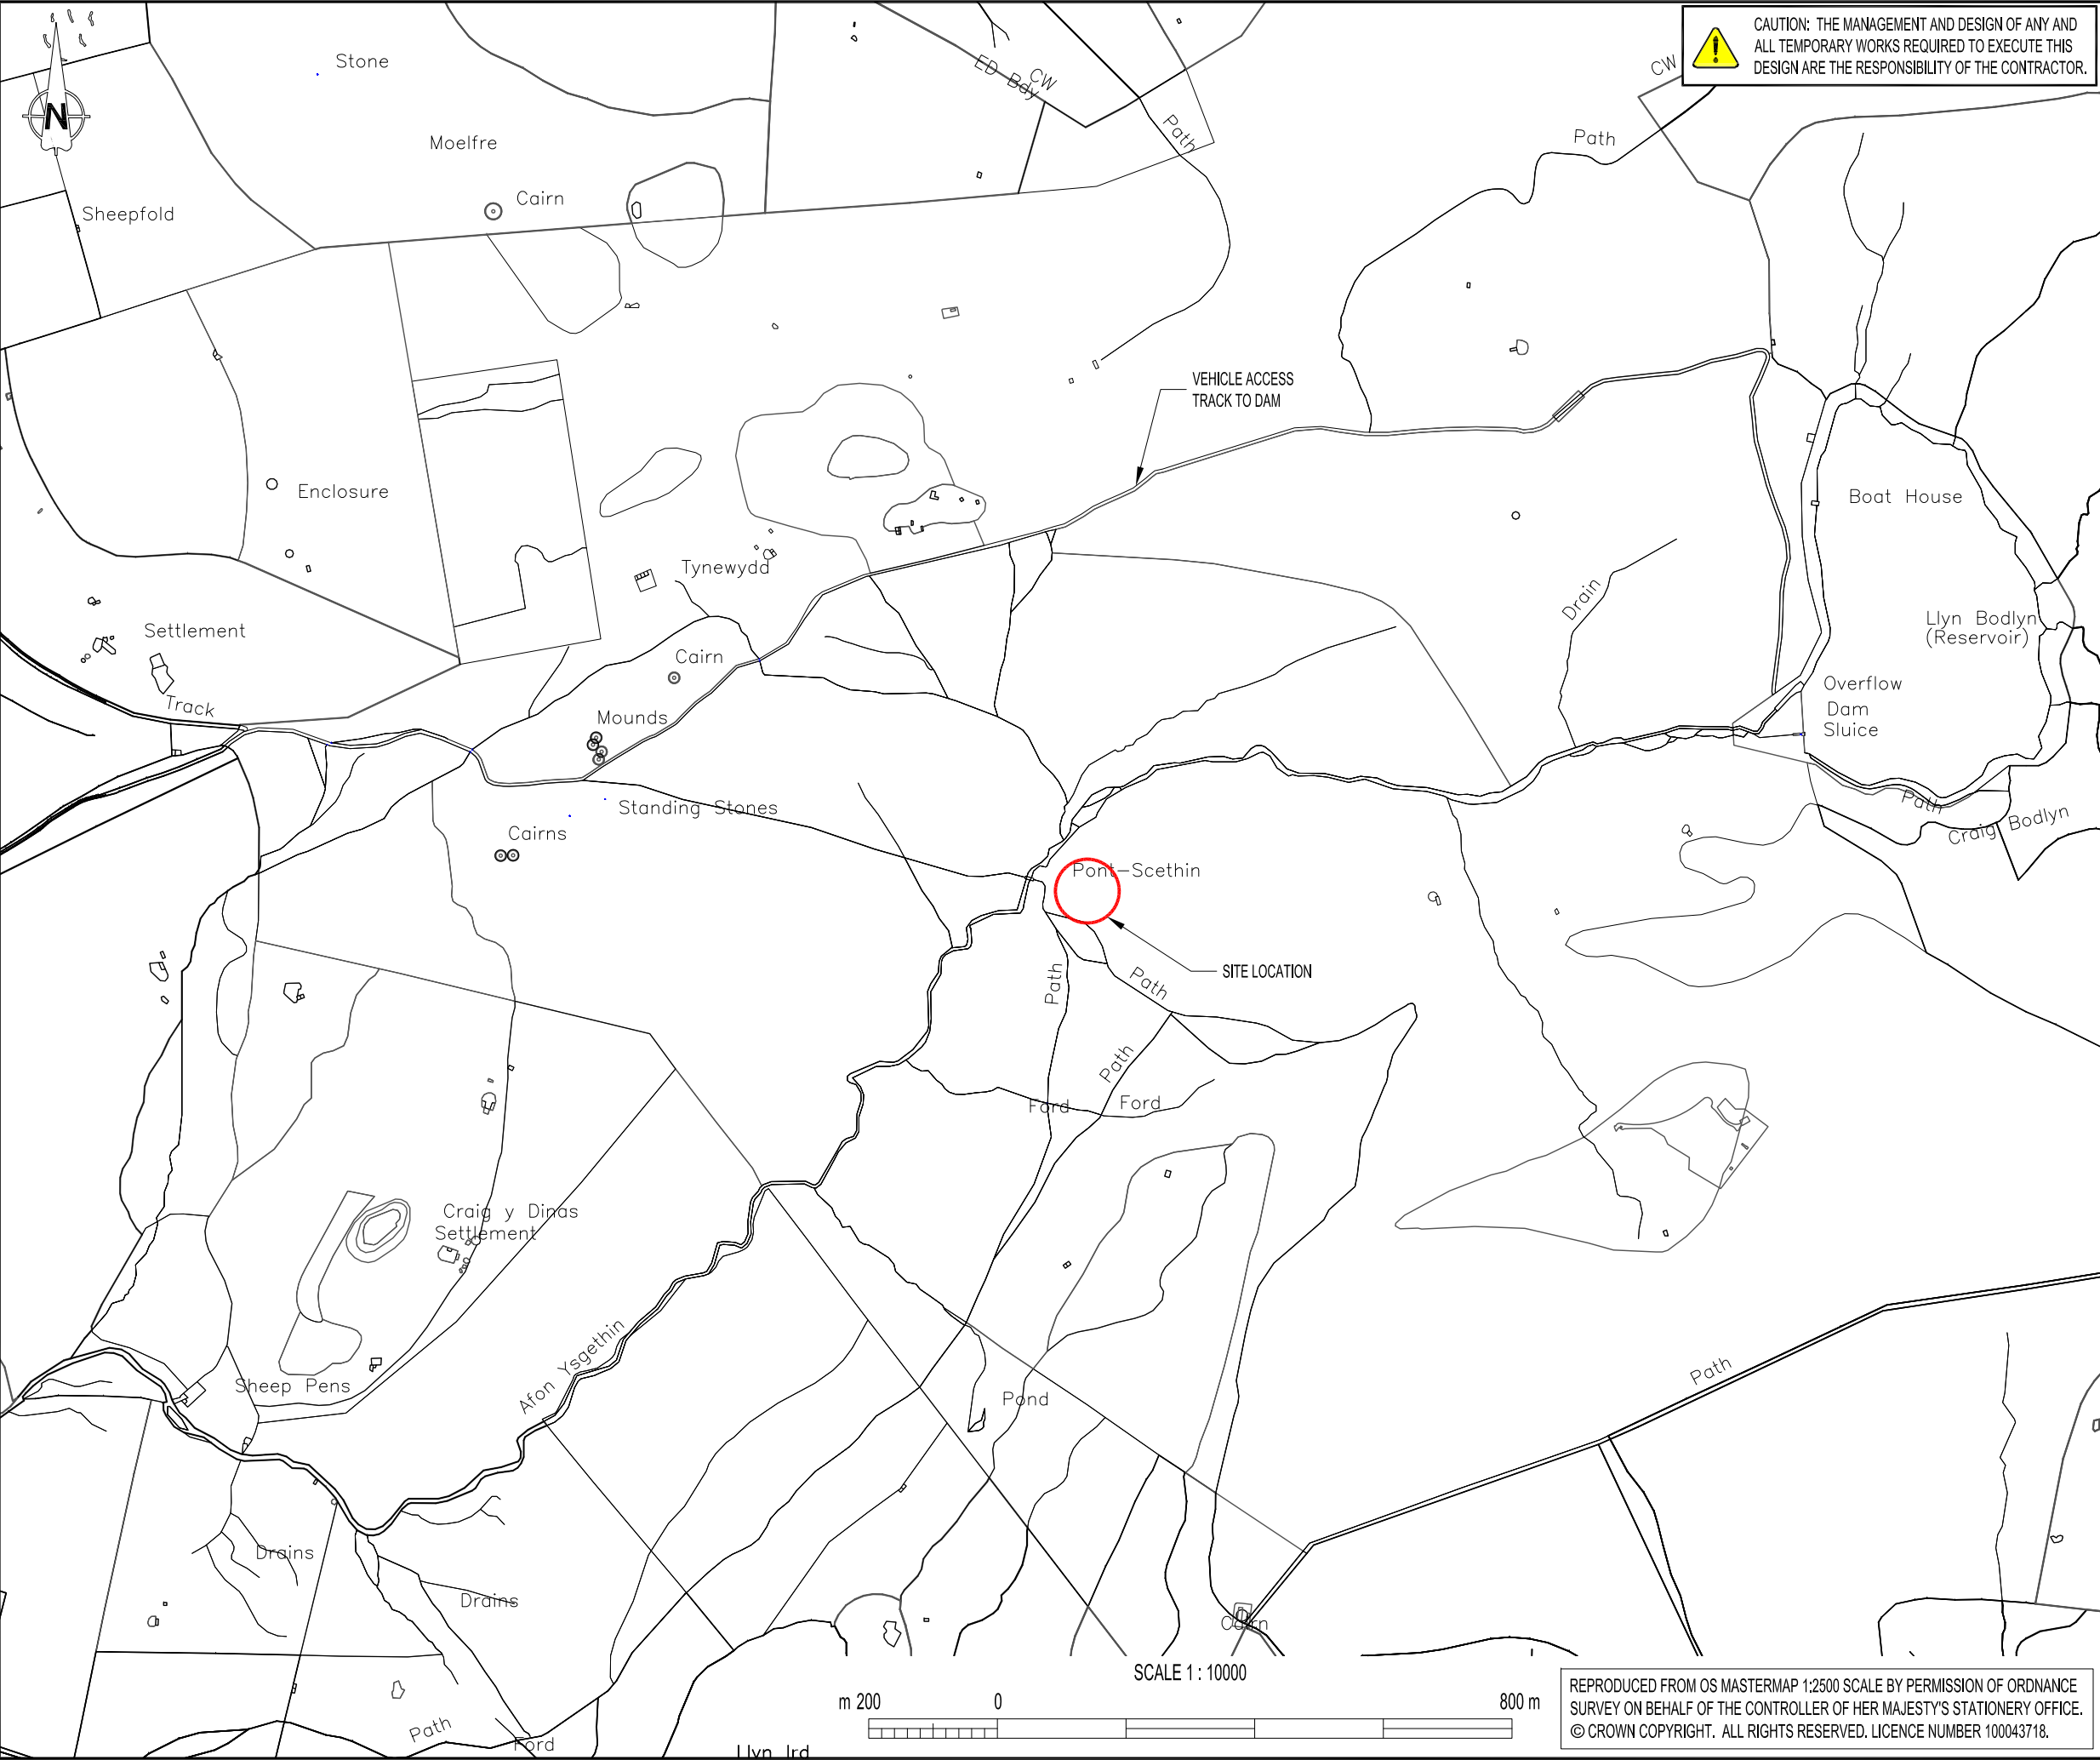 CAUTION: THE MANAGEMENT AND DESIGN OF ANY AND
ALL TEMPORARY WORKS REQUIRED TO EXECUTE THIS
DESIGN ARE THE RESPONSIBILITY OF THE CONTRACTOR.
Stone
ED Bdy
CW
CW
N
Moelfre
Path
Path
Cairn
Sheepfold
VEHICLE ACCESS
TRACK TO DAM
Enclosure
Boat House
Tynewydd
Drain
Settlement
Llyn Bodlyn
(Reservoir)
Cairn
Track
Mounds
Overflow
Dam
Sluice
Standing Stones
Cairns
Path
Craig Bodlyn
Pont-Scethin
SITE LOCATION
Path
Path
Path
Ford
Ford
Craig y Dinas
Settlement
Afon Ysgethin
Sheep Pens
Pond
Path
Drains
Drains
Cairn
Path
Ford
Llyn Ird
SCALE 1 : 10000
m 200
0
800 m
REPRODUCED FROM OS MASTERMAP 1:2500 SCALE BY PERMISSION OF ORDNANCE
SURVEY ON BEHALF OF THE CONTROLLER OF HER MAJESTY'S STATIONERY OFFICE.
© CROWN COPYRIGHT. ALL RIGHTS RESERVED. LICENCE NUMBER 100043718.